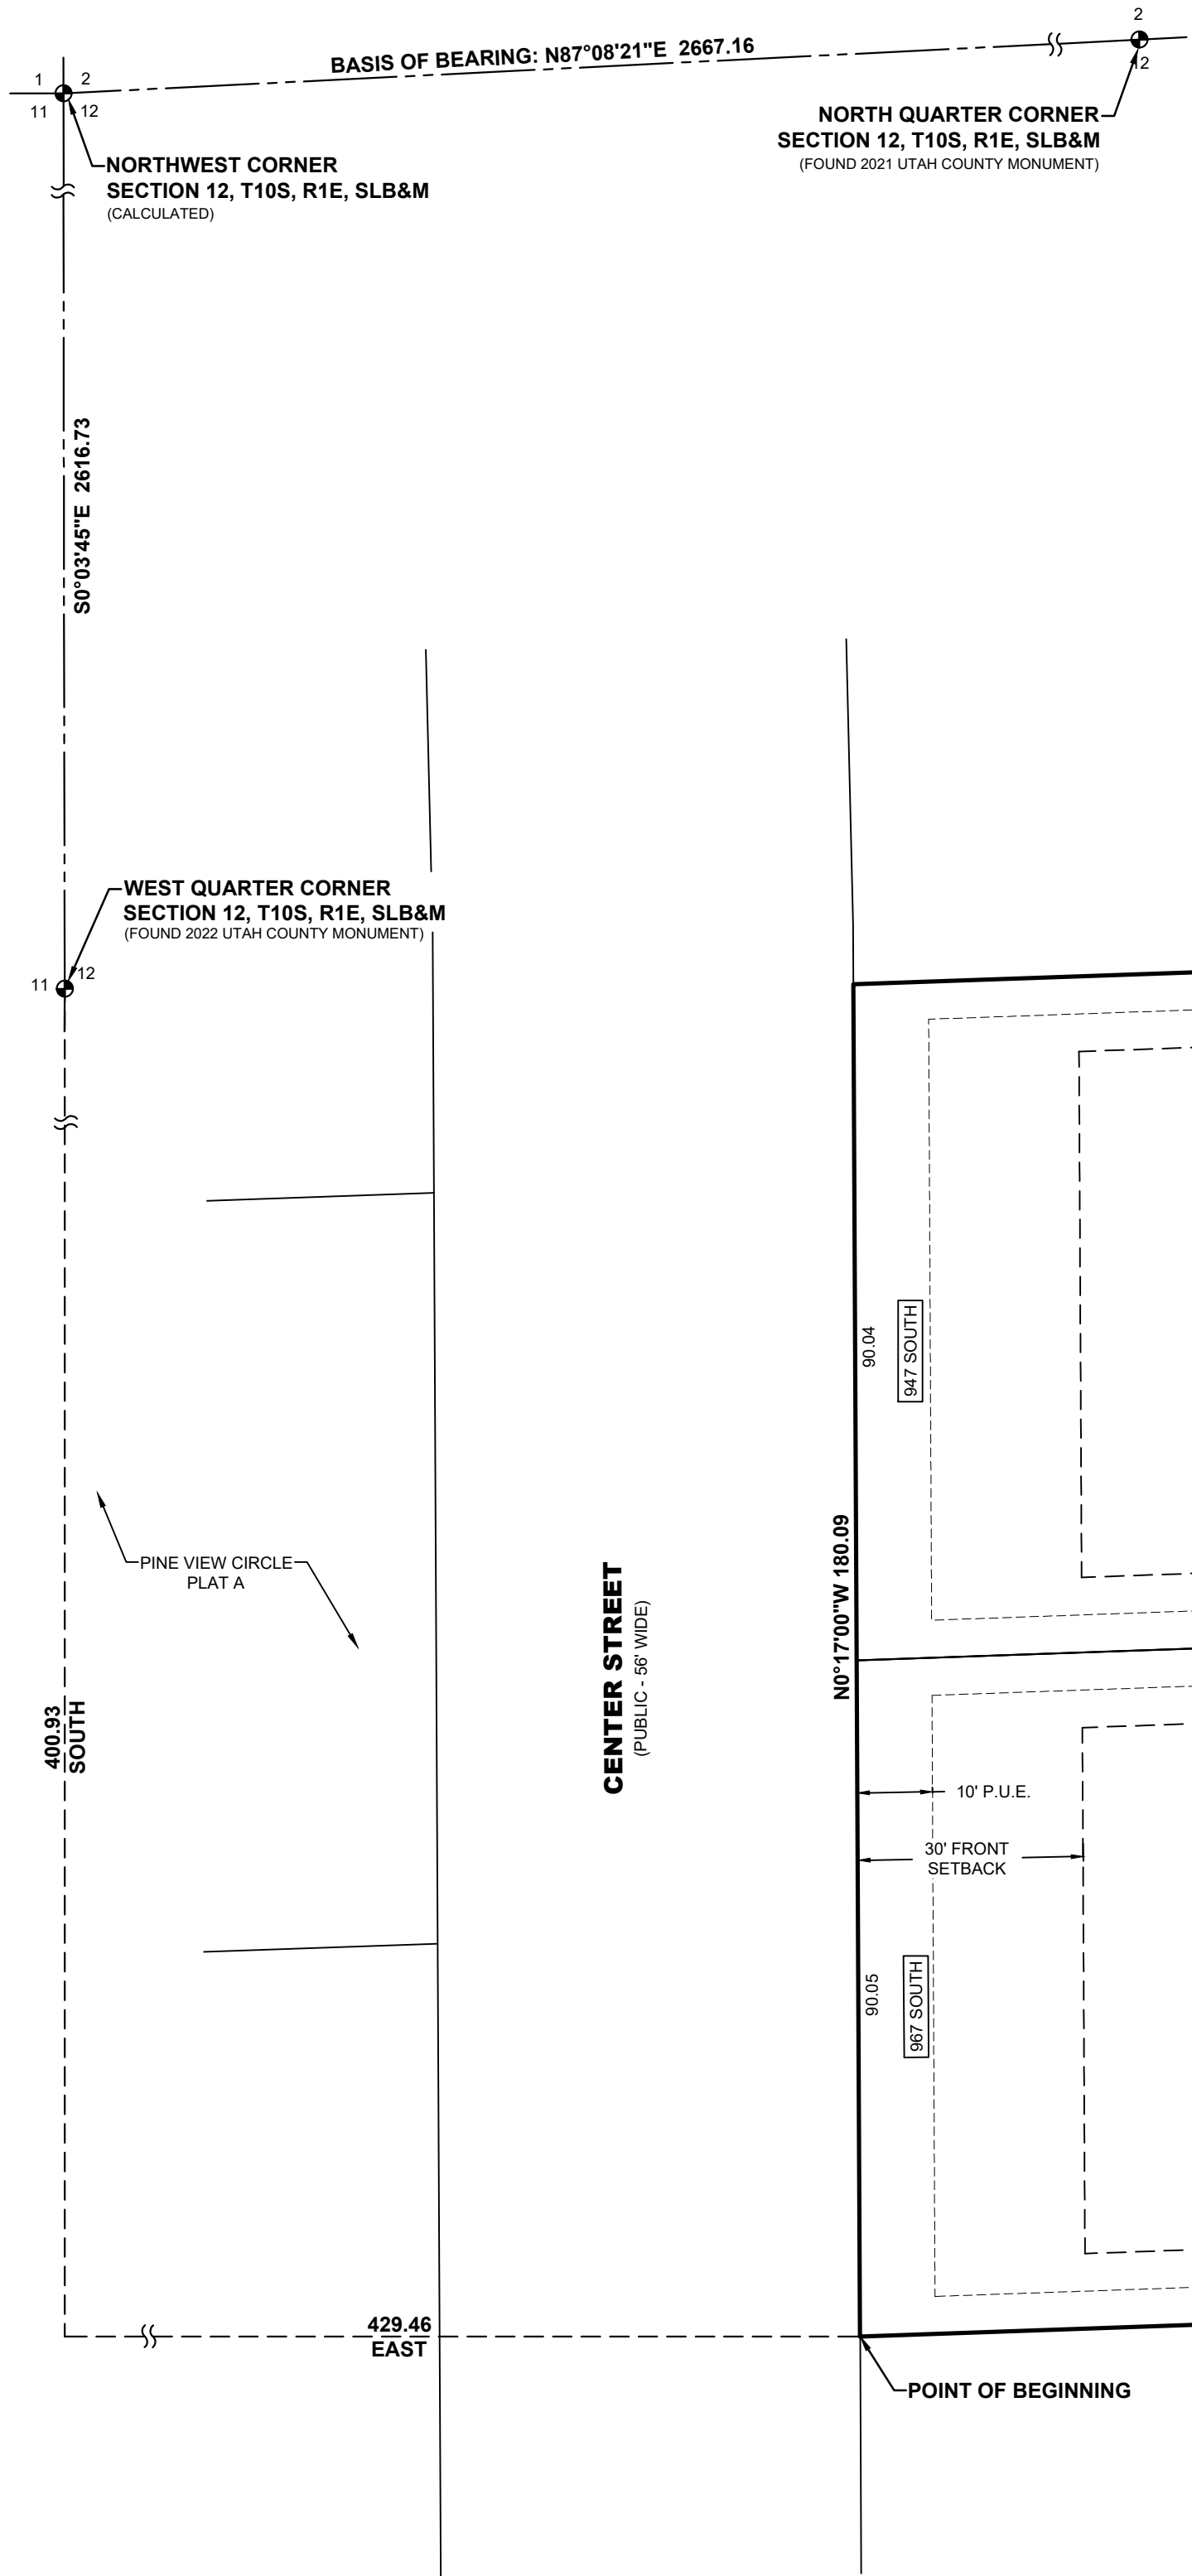 BASIS OF BEARING: N87°08'21"E 2667.16
2
12
1 2
11 12
NORTH QUARTER CORNER
SECTION 12, T10S, R1E, SLB&M
(FOUND 2021 UTAH COUNTY MONUMENT)
NORTHWEST CORNER
SECTION 12, T10S, R1E, SLB&M
(CALCULATED)
S0°03'45"E 2616.73
WEST QUARTER CORNER
SECTION 12, T10S, R1E, SLB&M
(FOUND 2022 UTAH COUNTY MONUMENT)
11 12
90.04
947 SOUTH
PINE VIEW CIRCLE
PLAT A
CENTER STREET
(PUBLIC - 56' WIDE)
N0°17'00"W 180.09
400.93
SOUTH
10' P.U.E.
30' FRONT
SETBACK
90.05
967 SOUTH
429.46
EAST
POINT OF BEGINNING